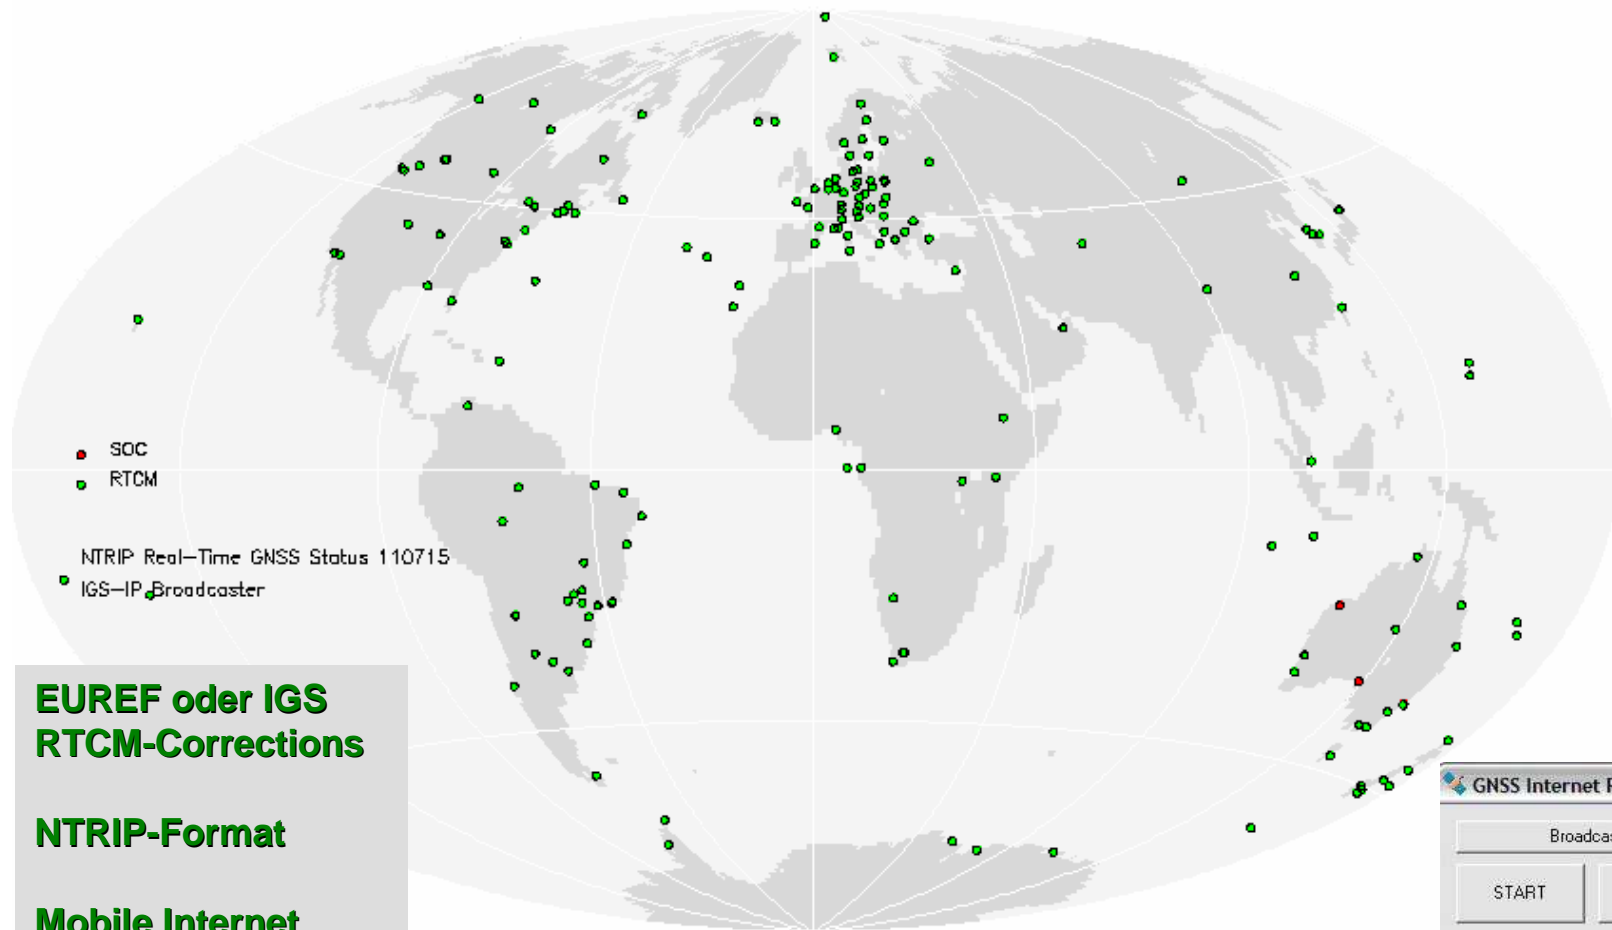 SOC
RTCM
NTRIP Real-Time GNSS Status 110715
IGS-IP Broadcaster
EUREF oder IGS
RTCM-Corrections
NTRIP-Format
Mobile Internet
GNSS Internet R
Broadcas
START